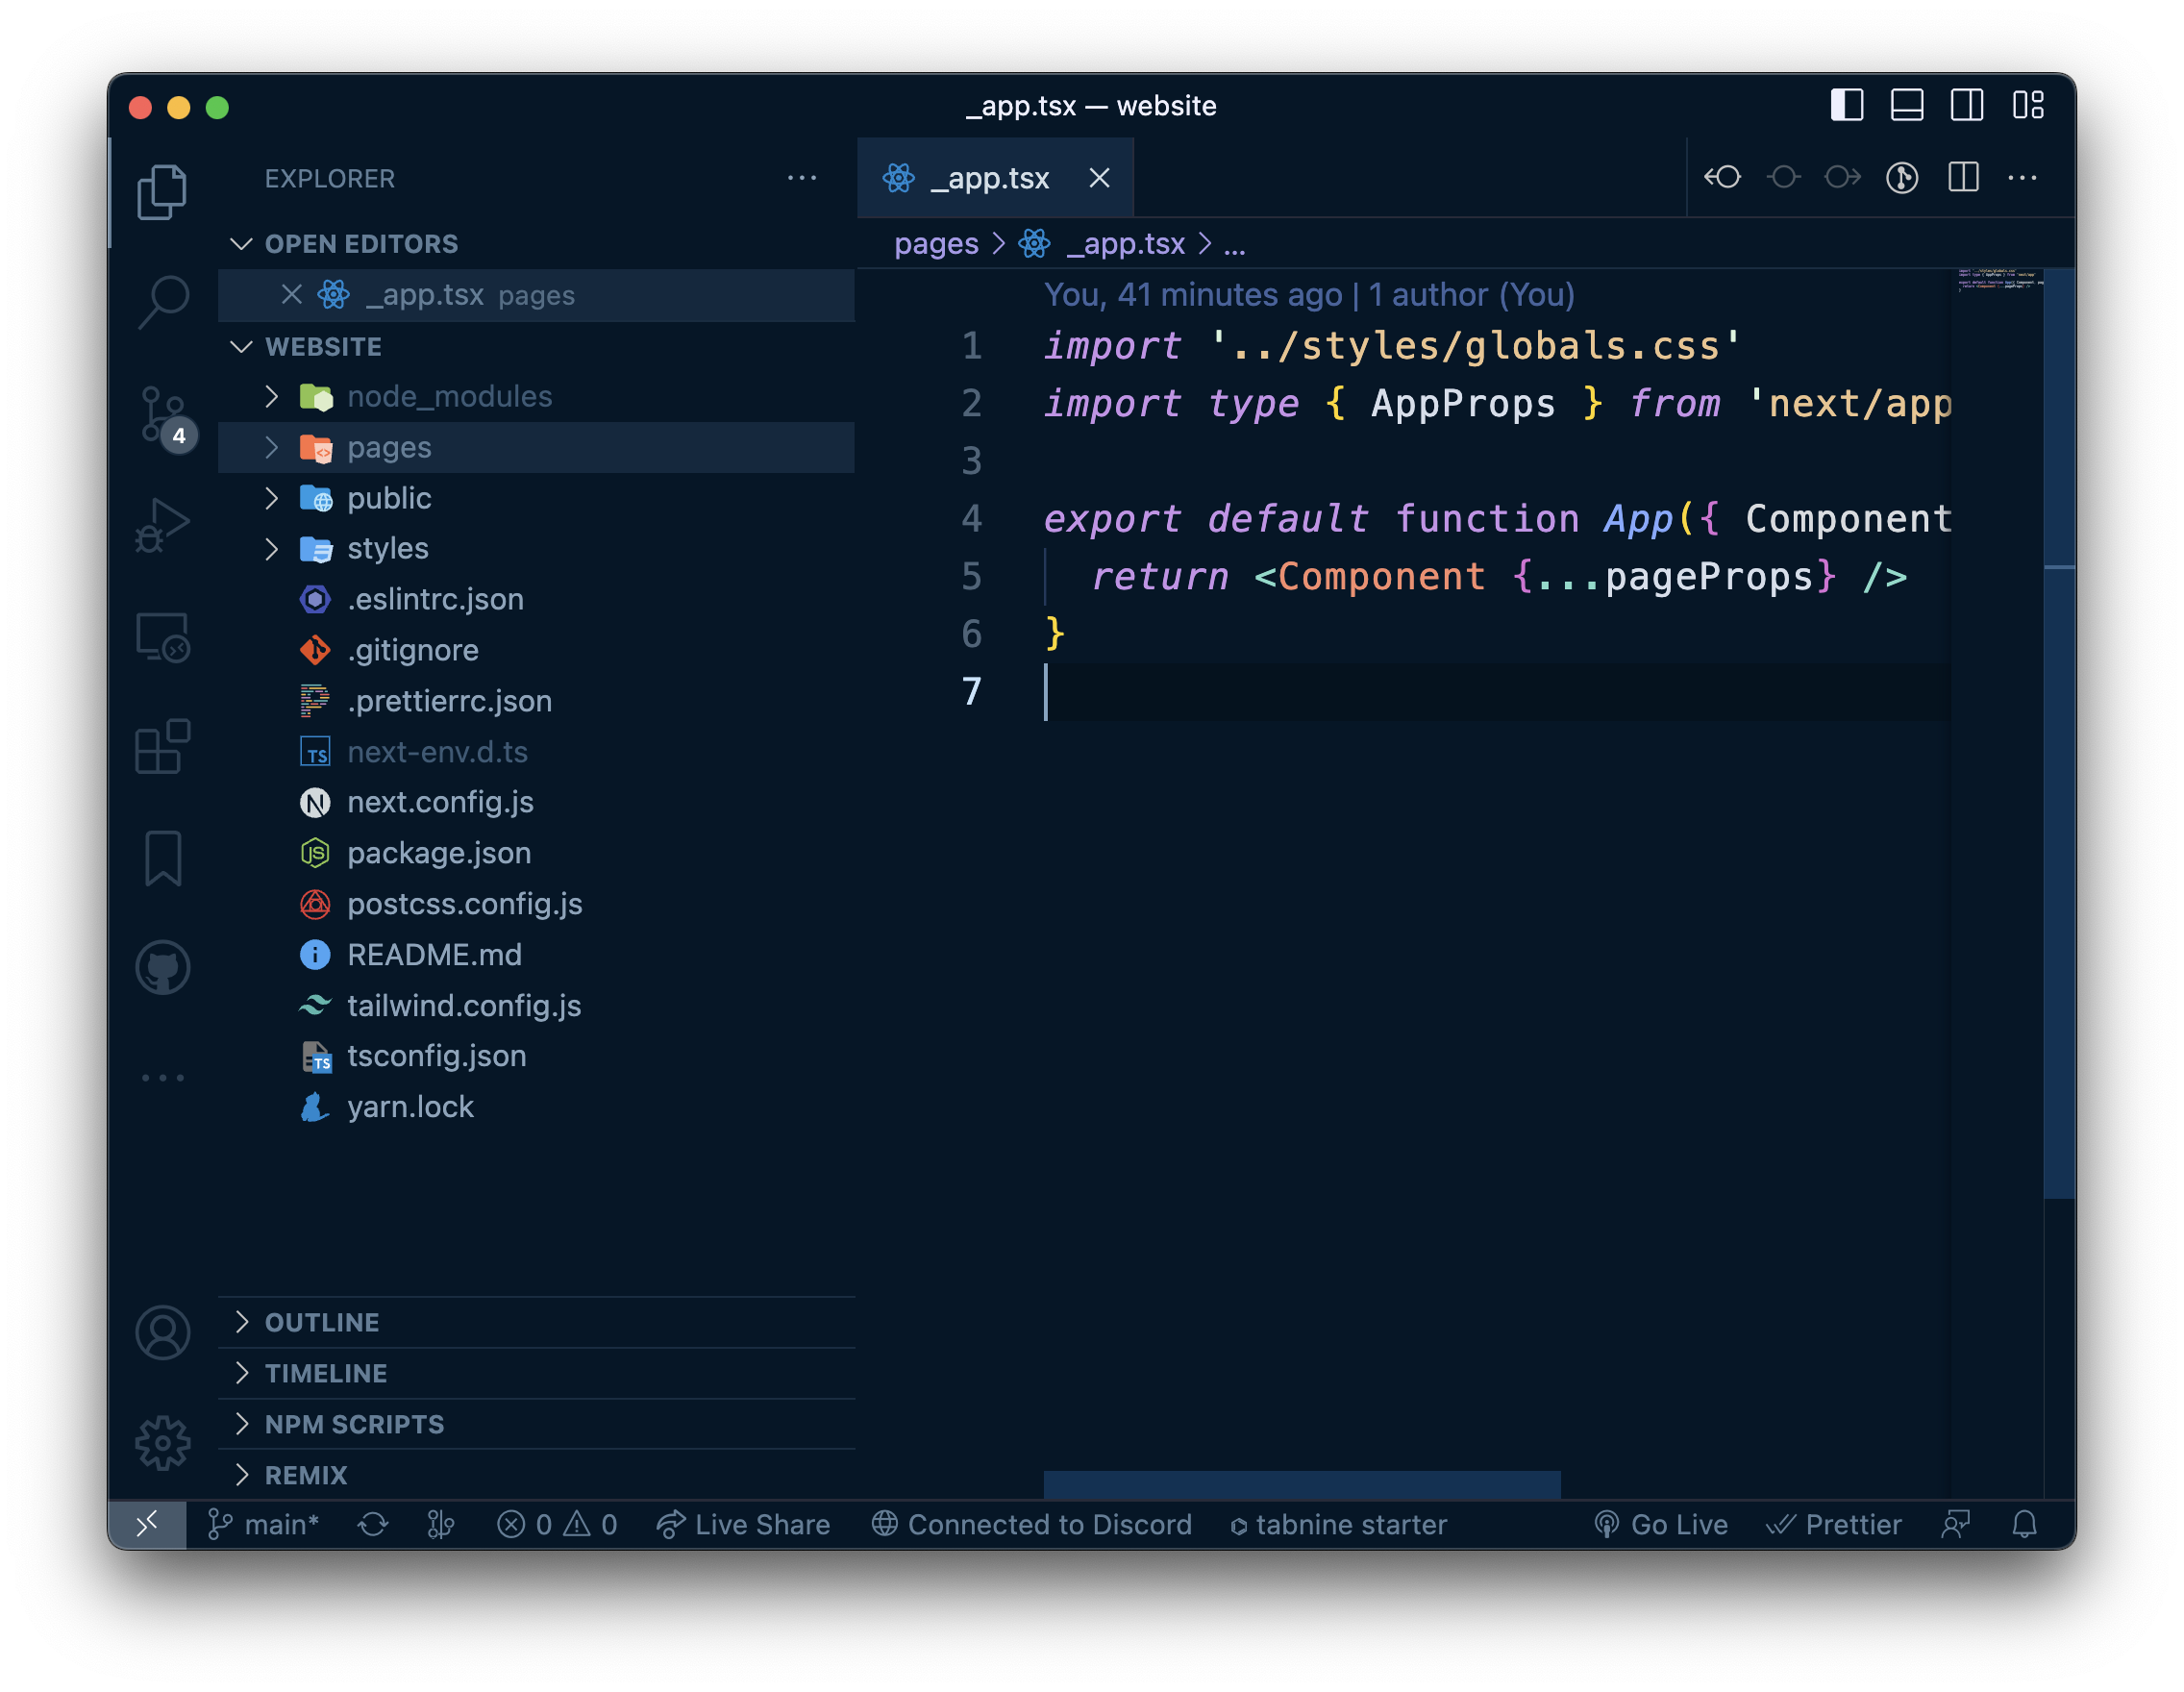 _app.tsx — website
EXPLORER
OPEN EDITORS
_app.tsx pages
WEBSITE
node_modules
pages
public
styles
.eslintrc.json
.gitignore
.prettierrc.json
TS next-env.d.ts
N next.config.js
JS package.json
postcss.config.js
i README.md
tailwind.config.js
TS tsconfig.json
yarn.lock
OUTLINE
TIMELINE
NPM SCRIPTS
REMIX
4
_app.tsx
pages > _app.tsx > ...
You, 41 minutes ago | 1 author (You)
1 import '../styles/globals.css'
2 import type { AppProps } from 'next/app
3
4 export default function App({ Component
5 return <Component {...pageProps} />
6 }
7
main* 0 0 Live Share Connected to Discord tabnine starter Go Live Prettier